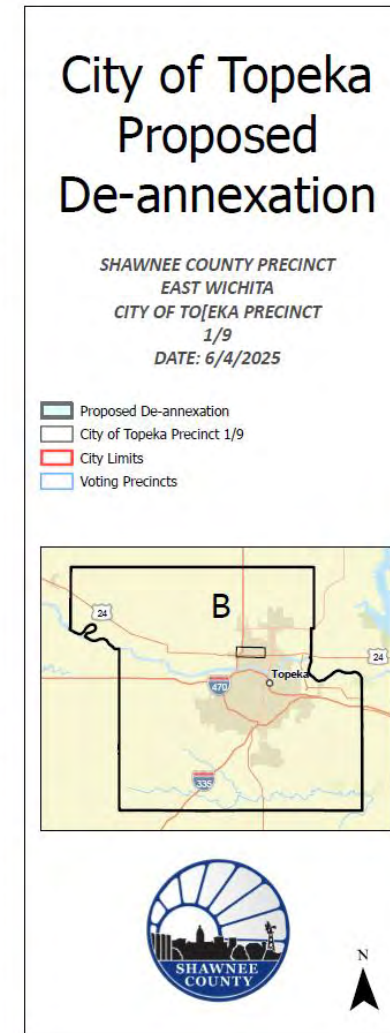 City of Topeka
Proposed
De-annexation
SHAWNEE COUNTY PRECINCT
EAST WICHITA
CITY OF TO[EKA PRECINCT
1/9
DATE: 6/4/2025
Proposed De-annexation
City of Topeka Precinct 1/9
City Limits
Voting Precincts
B
24
24
Topeka
470
335
SHAWNEE
COUNTY
N